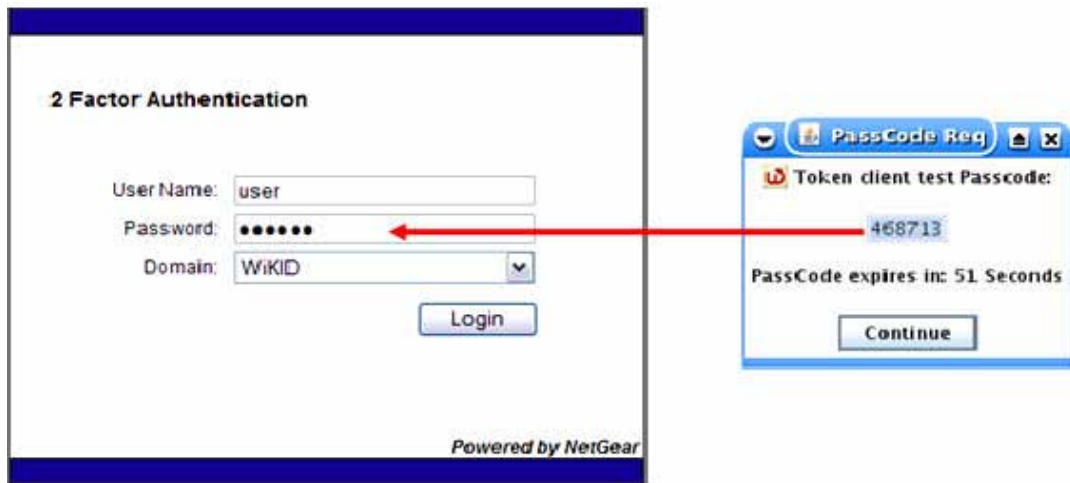 2 Factor Authentication
User Name: user
Password: ●●●●●●
Domain: WiKID
Login
Powered by NetGear
PassCode Req
Token client test Passcode:
468713
PassCode expires in: 51 Seconds
Continue